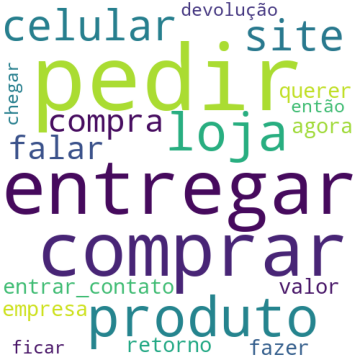 devolução
celular
site
pedir
chegar
querer
então
compra
loja
agora
falar
entregar
comprar
entrar_contato
valor
empresa
produto
ficar
retorno
fazer